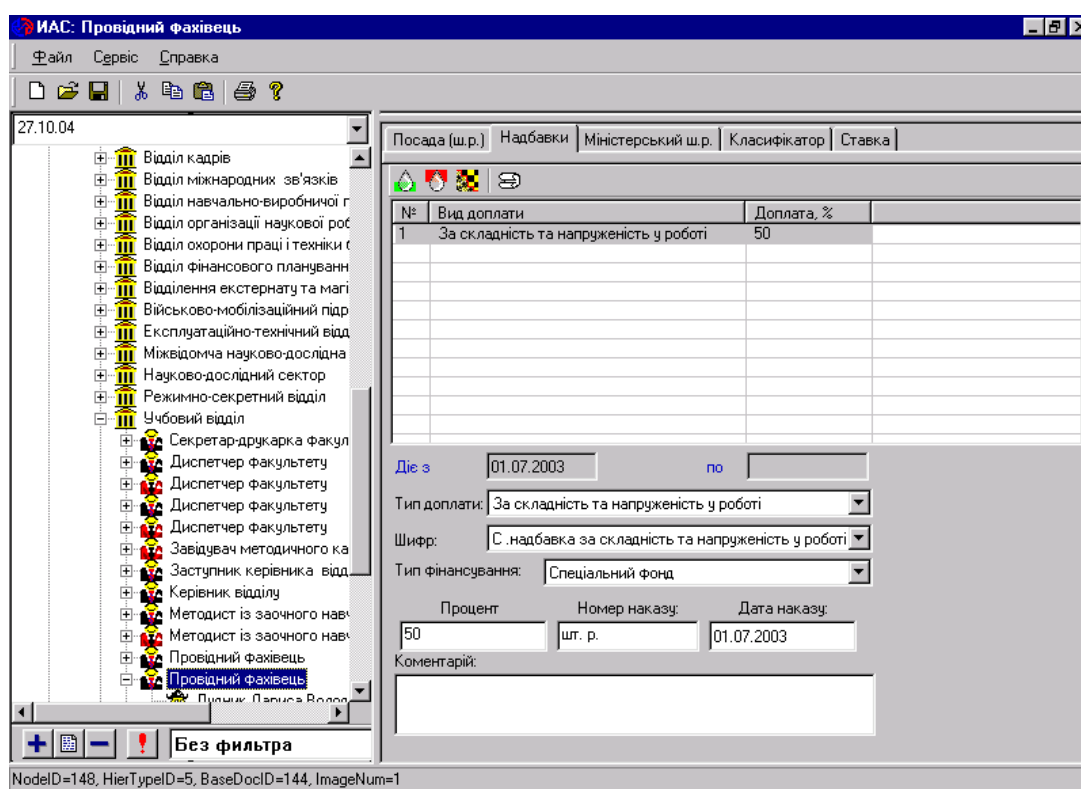 ИАС: Провідний фахівець
Файл Сервіс Справка
27.10.04
Відділ кадрів
Відділ міжнародних зв'язків
Відділ навчально-виробничої г
Відділ організації наукової роб
Відділ охорони праці і техніки б
Відділ фінансового плануванн
Відділення екстернату та магі
Військово-мобілізаційний підр
Експлуатаційно-технічний відд
Міжвідомча науково-дослідна
Науково-дослідний сектор
Режимно-секретний відділ
Учбовий відділ
Секретар-друкарка факул
Диспетчер факультету
Диспетчер факультету
Диспетчер факультету
Диспетчер факультету
Завідувач методичного ка
Заступник керівника відд
Керівник відділу
Методист із заочного навч
Методист із заочного навч
Провідний фахівець
Провідний фахівець
Без фильтра
Посада (ш.р.) Надбавки Міністерський ш.р. Класифікатор Ставка
№ Вид доплати Доплата, %
1 За складність та напруженість у роботі 50
Діє з 01.07.2003 по
Тип доплати: За складність та напруженість у роботі
Шифр: С .надбавка за складність та напруженість у роботі
Тип фінансування: Спеціальний фонд
Процент Номер наказу: Дата наказу:
50 шт. р. 01.07.2003
Коментарій:
NodeID=148, HierTypeID=5, BaseDocID=144, ImageNum=1